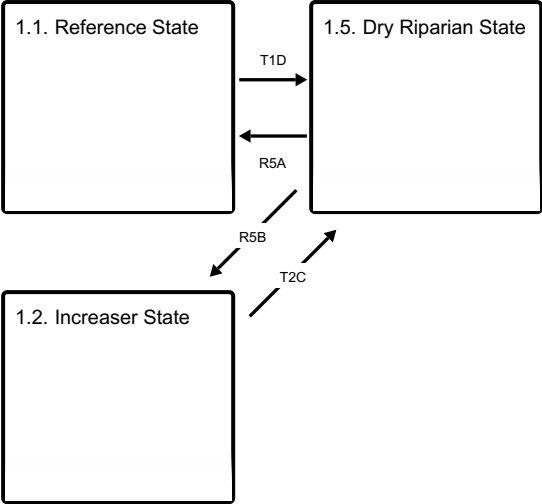 1.1. Reference State
1.5. Dry Riparian State
T1D
R5A
R5B
T2C
1.2. Increaser State